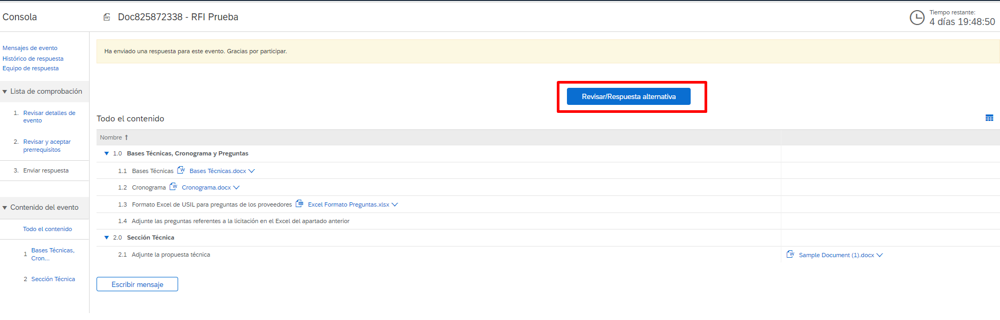 Consola
Doc825872338 - RFI Prueba
Tiempo restante:
4 días 19:48:50
Mensajes de evento
Histórico de respuesta
Equipo de respuesta
Lista de comprobación
1. Revisar detalles de
evento
2. Revisar y aceptar
prerrequisitos
3. Enviar respuesta
Contenido del evento
Todo el contenido
1 Bases Técnicas,
Cron...
2 Sección Técnica
Ha enviado una respuesta para este evento. Gracias por participar.
Revisar/Respuesta alternativa
Todo el contenido
Nombre ↑
1.0 Bases Técnicas, Cronograma y Preguntas
1.1 Bases Técnicas Bases Técnicas.docx
1.2 Cronograma Cronograma.docx
1.3 Formato Excel de USIL para preguntas de los proveedores Excel Formato Preguntas.xlsx
1.4 Adjunte las preguntas referentes a la licitación en el Excel del apartado anterior
2.0 Sección Técnica
2.1 Adjunte la propuesta técnica Sample Document (1).docx
Escribir mensaje